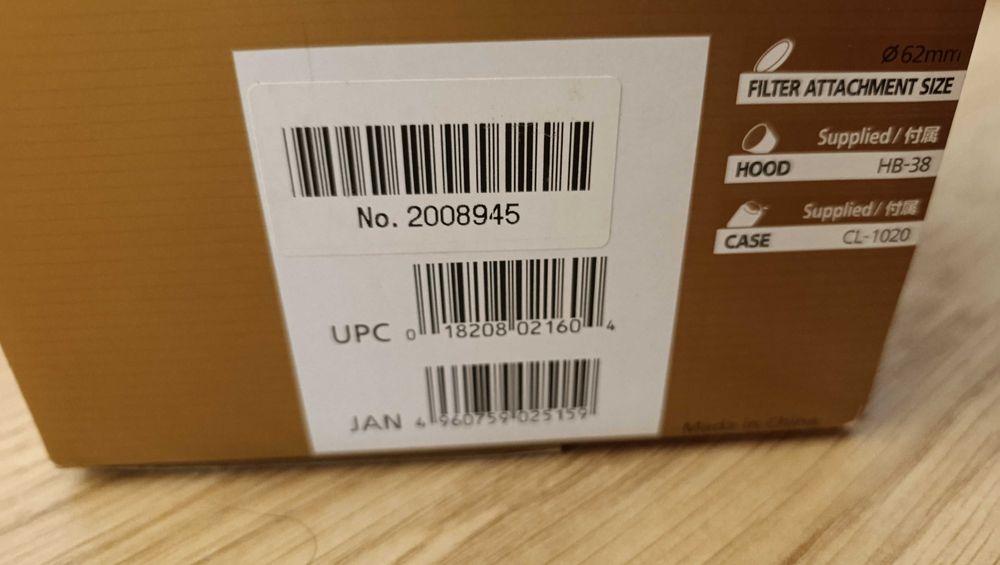 No. 2008945
UPC 0 18208 02160 4
JAN 4 960759 025159
Ø62mm
FILTER ATTACHMENT SIZE
Supplied / 付属
HOOD HB-38
Supplied / 付属
CASE CL-1020
Made in China